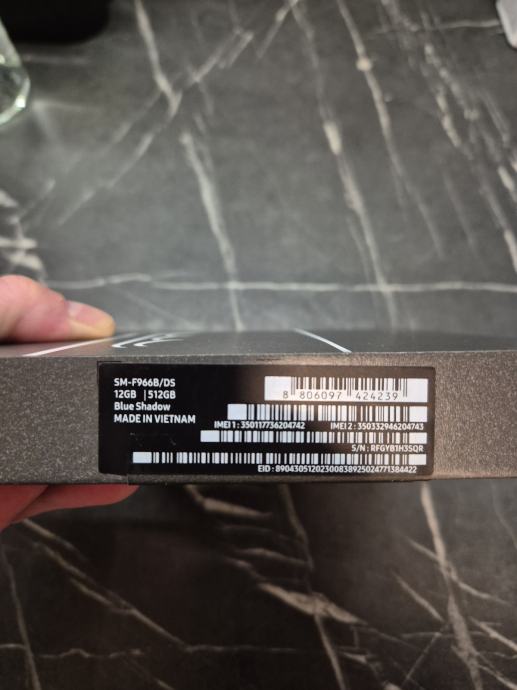 SM-F966B/DS
12GB | 512GB
Blue Shadow
MADE IN VIETNAM
8 806097 424239
IMEI 1 : 350117736204742 IMEI 2 : 350332946204743
S/N : RFGYB1H3SQR
EID : 89043051202300838925024771384422